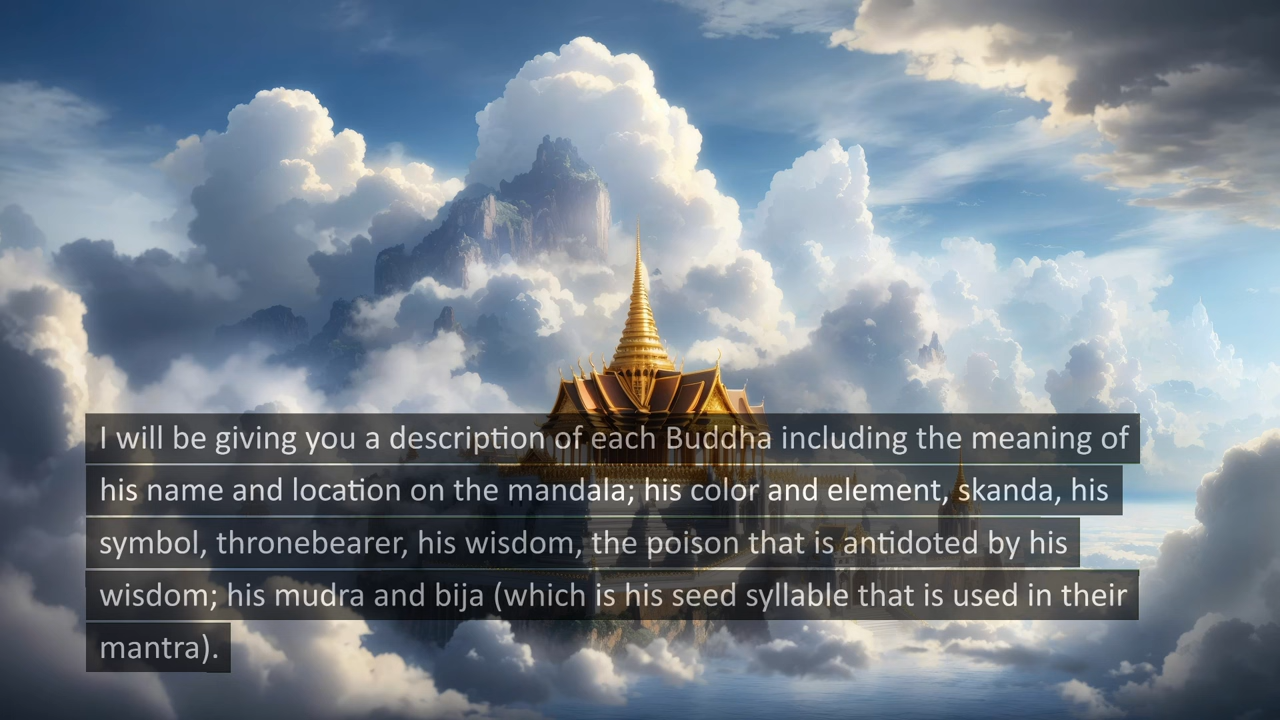 I will be giving you a description of each Buddha including the meaning of
his name and location on the mandala; his color and element, skanda, his
symbol, thronebearer, his wisdom, the poison that is antidoted by his
wisdom; his mudra and bija (which is his seed syllable that is used in their
mantra).